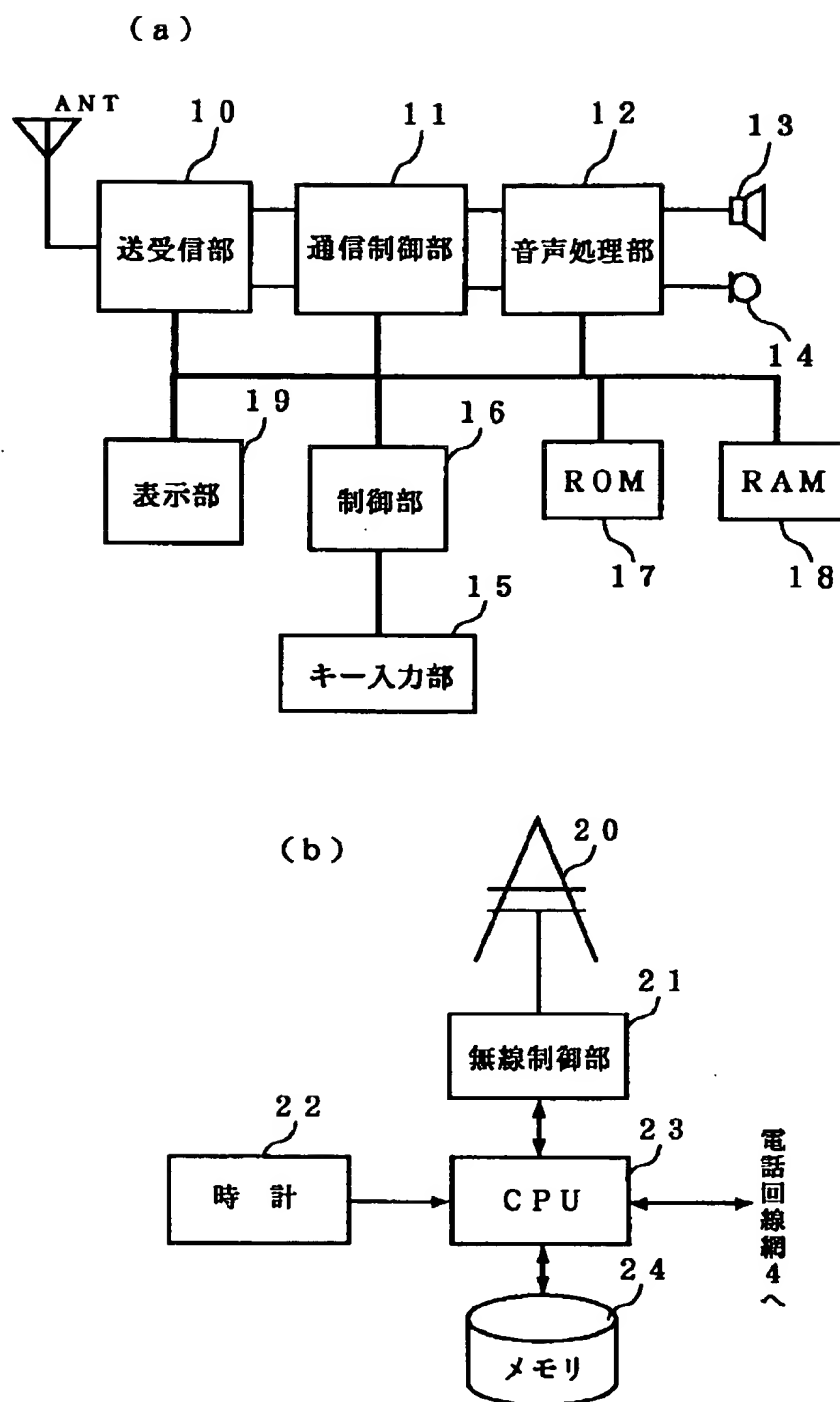 (a)
ANT
10
11
12
13
送受信部
通信制御部
音声処理部
14
19
16
表示部
制御部
ROM
RAM
17
18
15
キー入力部
(b)
20
21
無線制御部
22
23
時 計
CPU
電話回線網4へ
24
メモリ